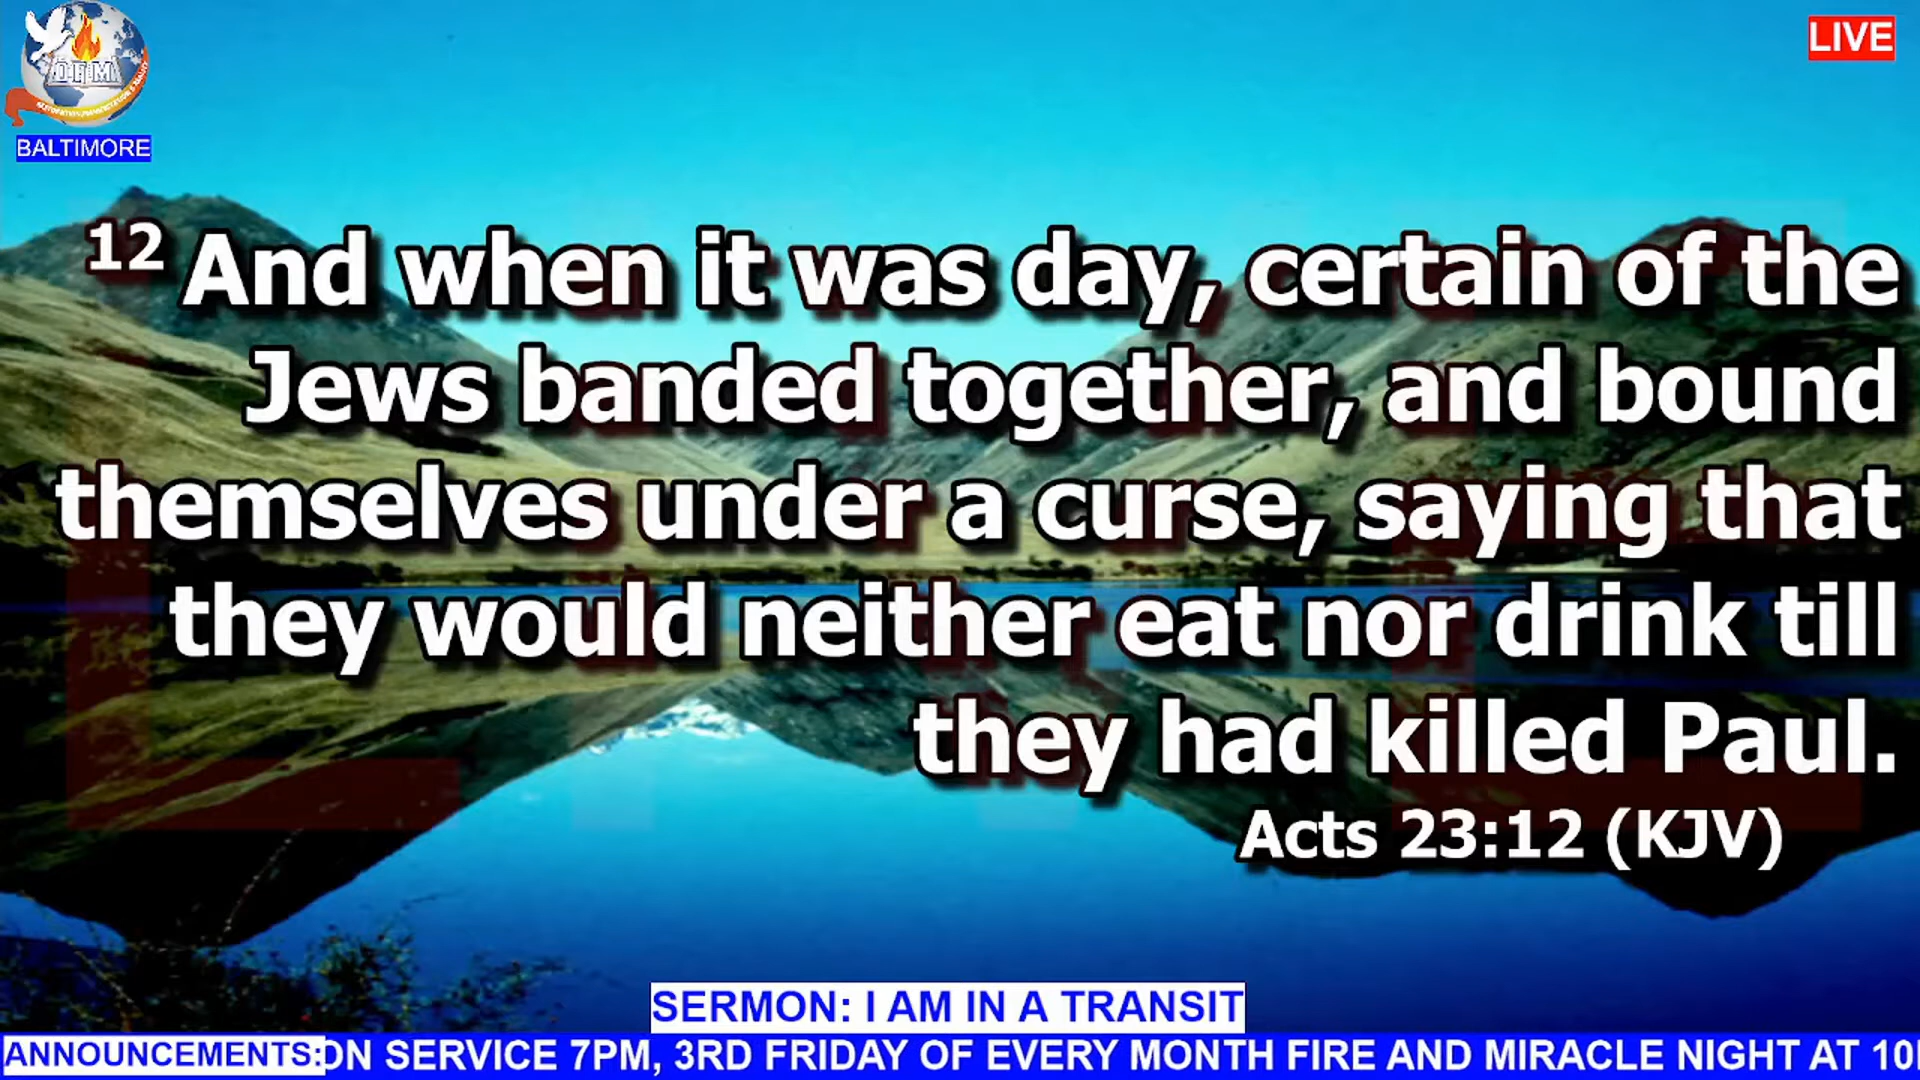 LIVE
BALTIMORE
12 And when it was day, certain of the
Jews banded together, and bound
themselves under a curse, saying that
they would neither eat nor drink till
they had killed Paul.
Acts 23:12 (KJV)
SERMON: I AM IN A TRANSIT
ANNOUNCEMENTS: ON SERVICE 7PM, 3RD FRIDAY OF EVERY MONTH FIRE AND MIRACLE NIGHT AT 10